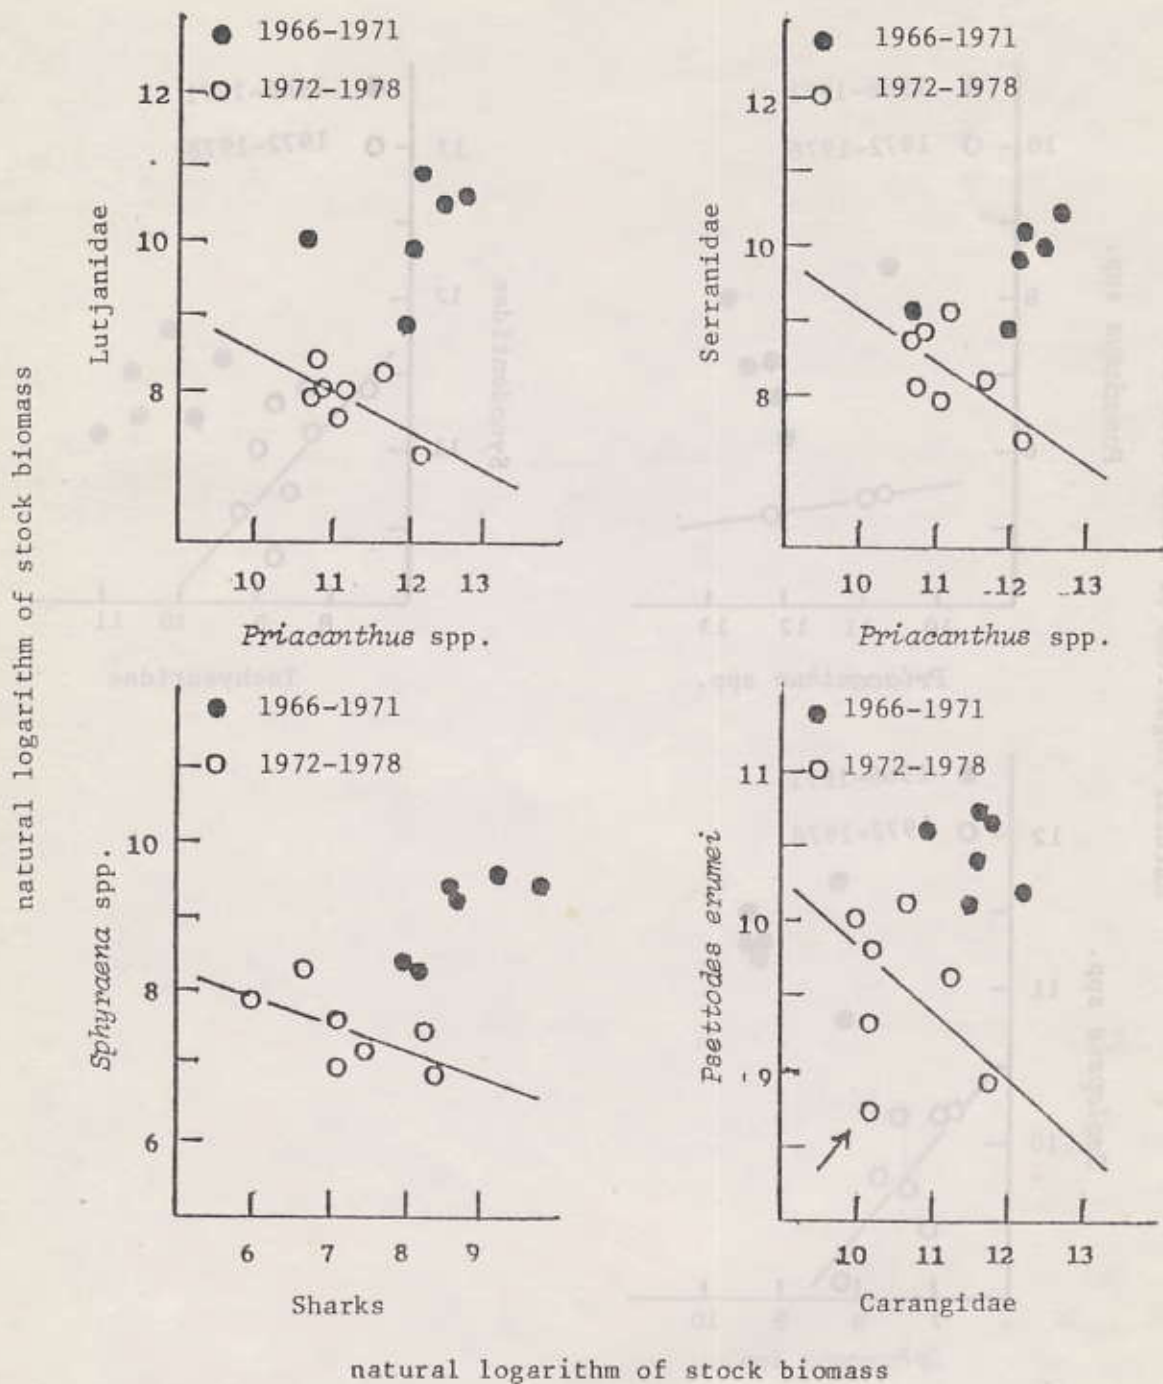 1966-1971
1972-1978
12
10
8
Lutjanidae
10 11 12 13
Priacanthus spp.
1966-1971
1972-1978
12
10
8
Serranidae
10 11 12 13
Priacanthus spp.
natural logarithm of stock biomass
1966-1971
1972-1978
10
8
6
Sphyraena spp.
6 7 8 9
Sharks
1966-1971
1972-1978
11
10
9
Psettodes erumei
10 11 12 13
Carangidae
natural logarithm of stock biomass